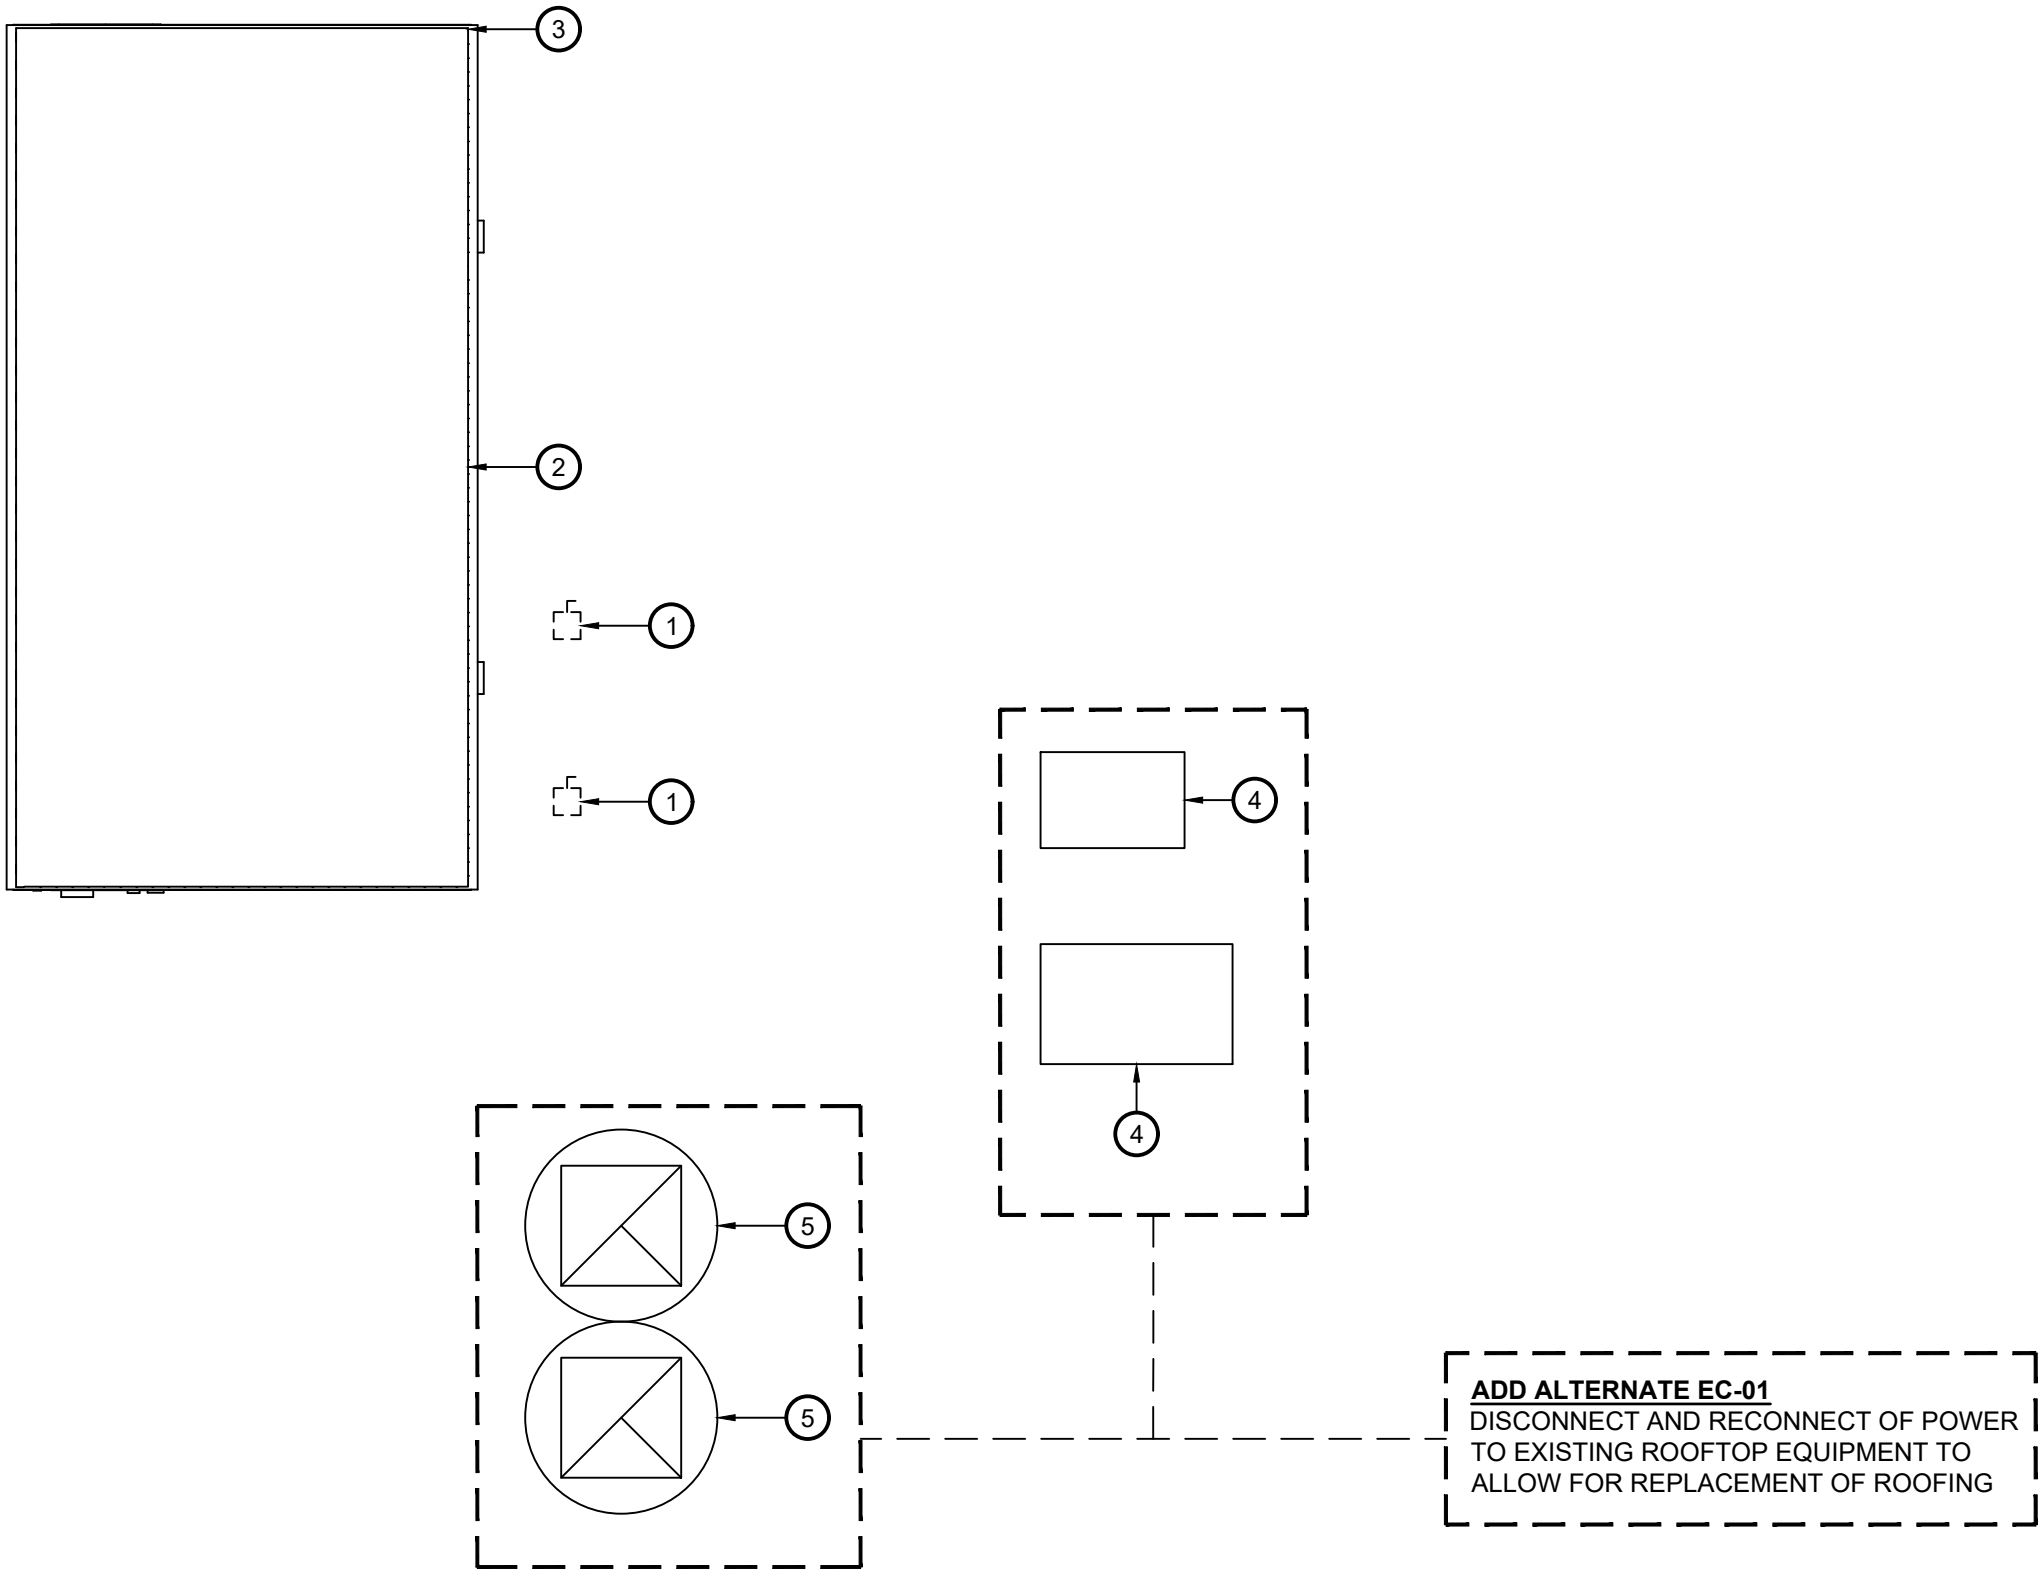 3
2
1
1
4
4
5
5
ADD ALTERNATE EC-01
DISCONNECT AND RECONNECT OF POWER
TO EXISTING ROOFTOP EQUIPMENT TO
ALLOW FOR REPLACEMENT OF ROOFING